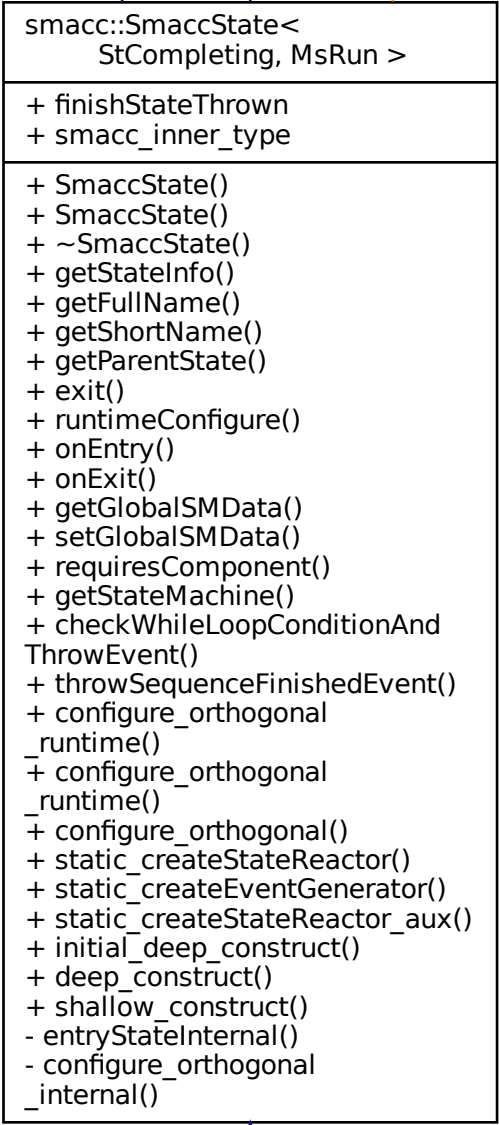 smacc::SmaccState<
StCompleting, MsRun >
+ finishStateThrown
+ smacc_inner_type
+ SmaccState()
+ SmaccState()
+ ~SmaccState()
+ getStateInfo()
+ getFullName()
+ getShortName()
+ getParentState()
+ exit()
+ runtimeConfigure()
+ onEntry()
+ onExit()
+ getGlobalSMData()
+ setGlobalSMData()
+ requiresComponent()
+ getStateMachine()
+ checkWhileLoopConditionAnd
ThrowEvent()
+ throwSequenceFinishedEvent()
+ configure_orthogonal
_runtime()
+ configure_orthogonal
_runtime()
+ configure_orthogonal()
+ static_createStateReactor()
+ static_createEventGenerator()
+ static_createStateReactor_aux()
+ initial_deep_construct()
+ deep_construct()
+ shallow_construct()
- entryStateInternal()
- configure_orthogonal
_internal()